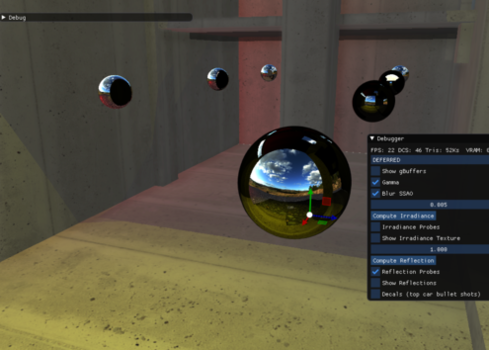 Debug
Debugger
FPS: 22 DCS: 46 Tris: 52Ks VRAM:
DEFERRED
Show gBuffers
Gamma
Blur SSAO
0.805
Compute Irradiance
Irradiance Probes
Show Irradiance Texture
1.000
Compute Reflection
Reflection Probes
Show Reflections
Decals (top car bullet shots)